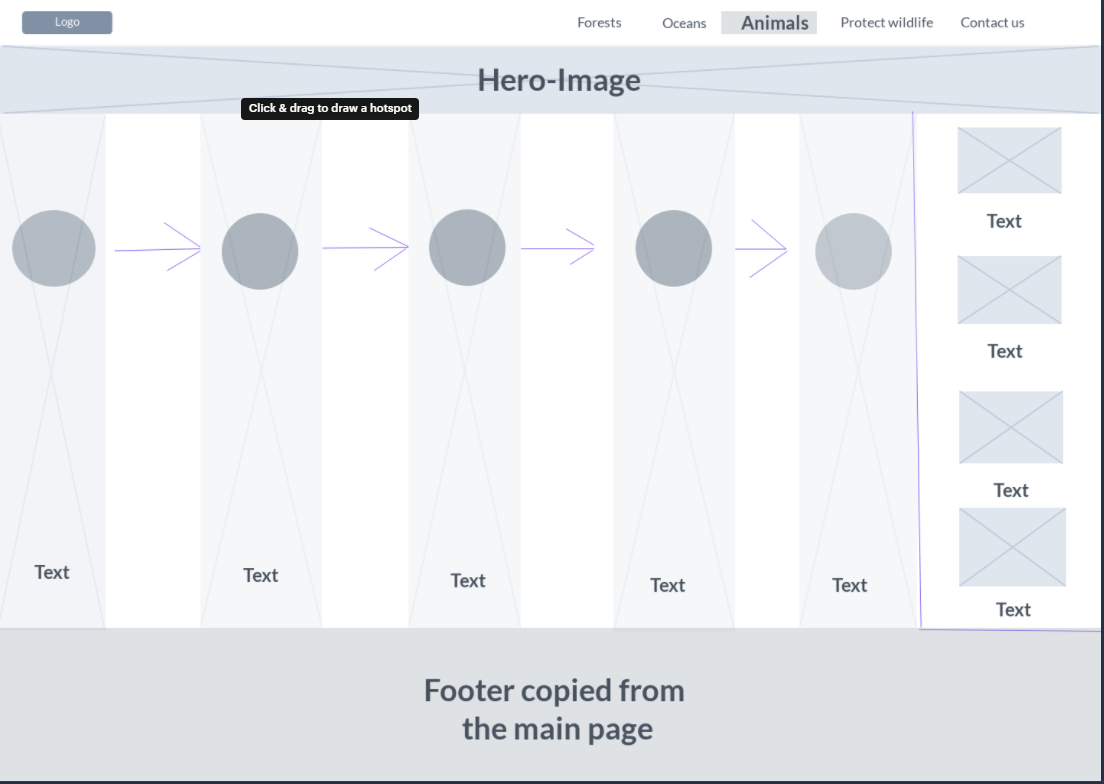 Logo
Forests
Oceans
Animals
Protect wildlife
Contact us
Hero-Image
Click & drag to draw a hotspot
Text
Text
Text
Text
Text
Text
Text
Text
Text
Footer copied from
the main page